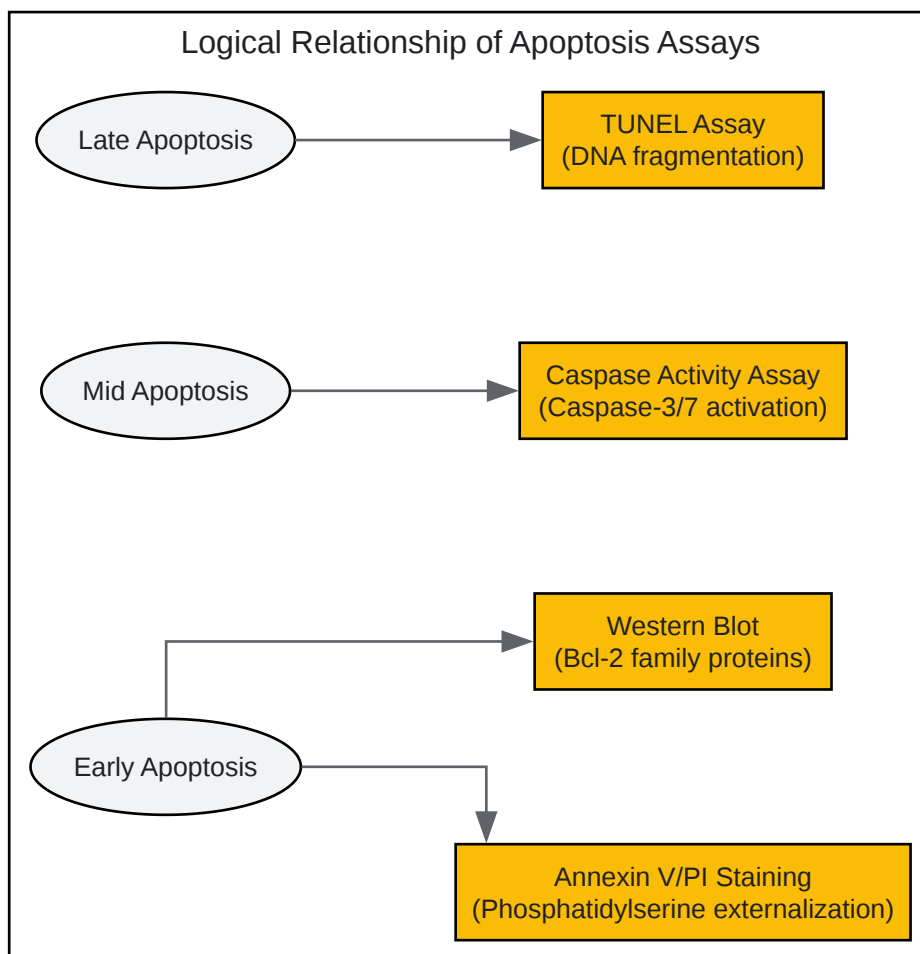 Logical Relationship of Apoptosis Assays
Late Apoptosis
TUNEL Assay
(DNA fragmentation)
Mid Apoptosis
Caspase Activity Assay
(Caspase-3/7 activation)
Western Blot
(Bcl-2 family proteins)
Early Apoptosis
Annexin V/PI Staining
(Phosphatidylserine externalization)